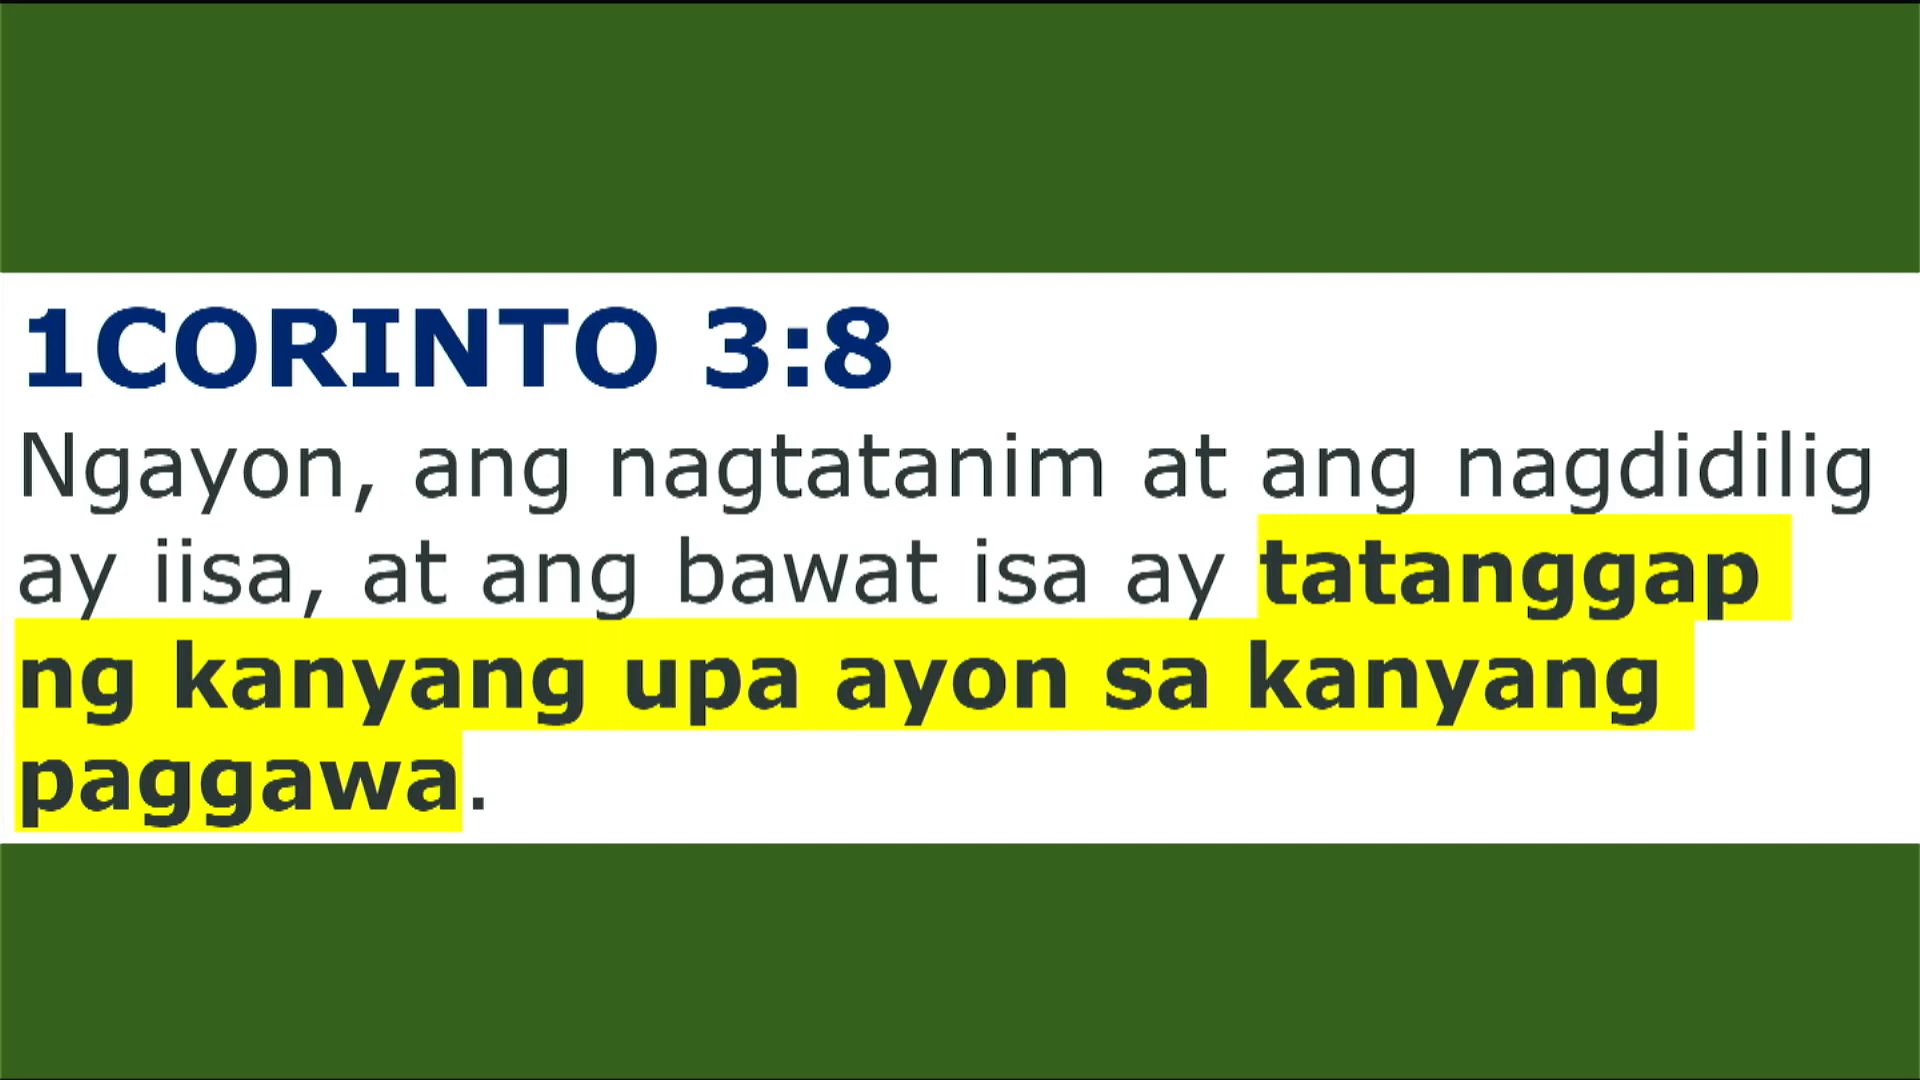 1CORINTO 3:8
Ngayon, ang nagtatanim at ang nagdidilig
ay iisa, at ang bawat isa ay tatanggap
ng kanyang upa ayon sa kanyang
paggawa.